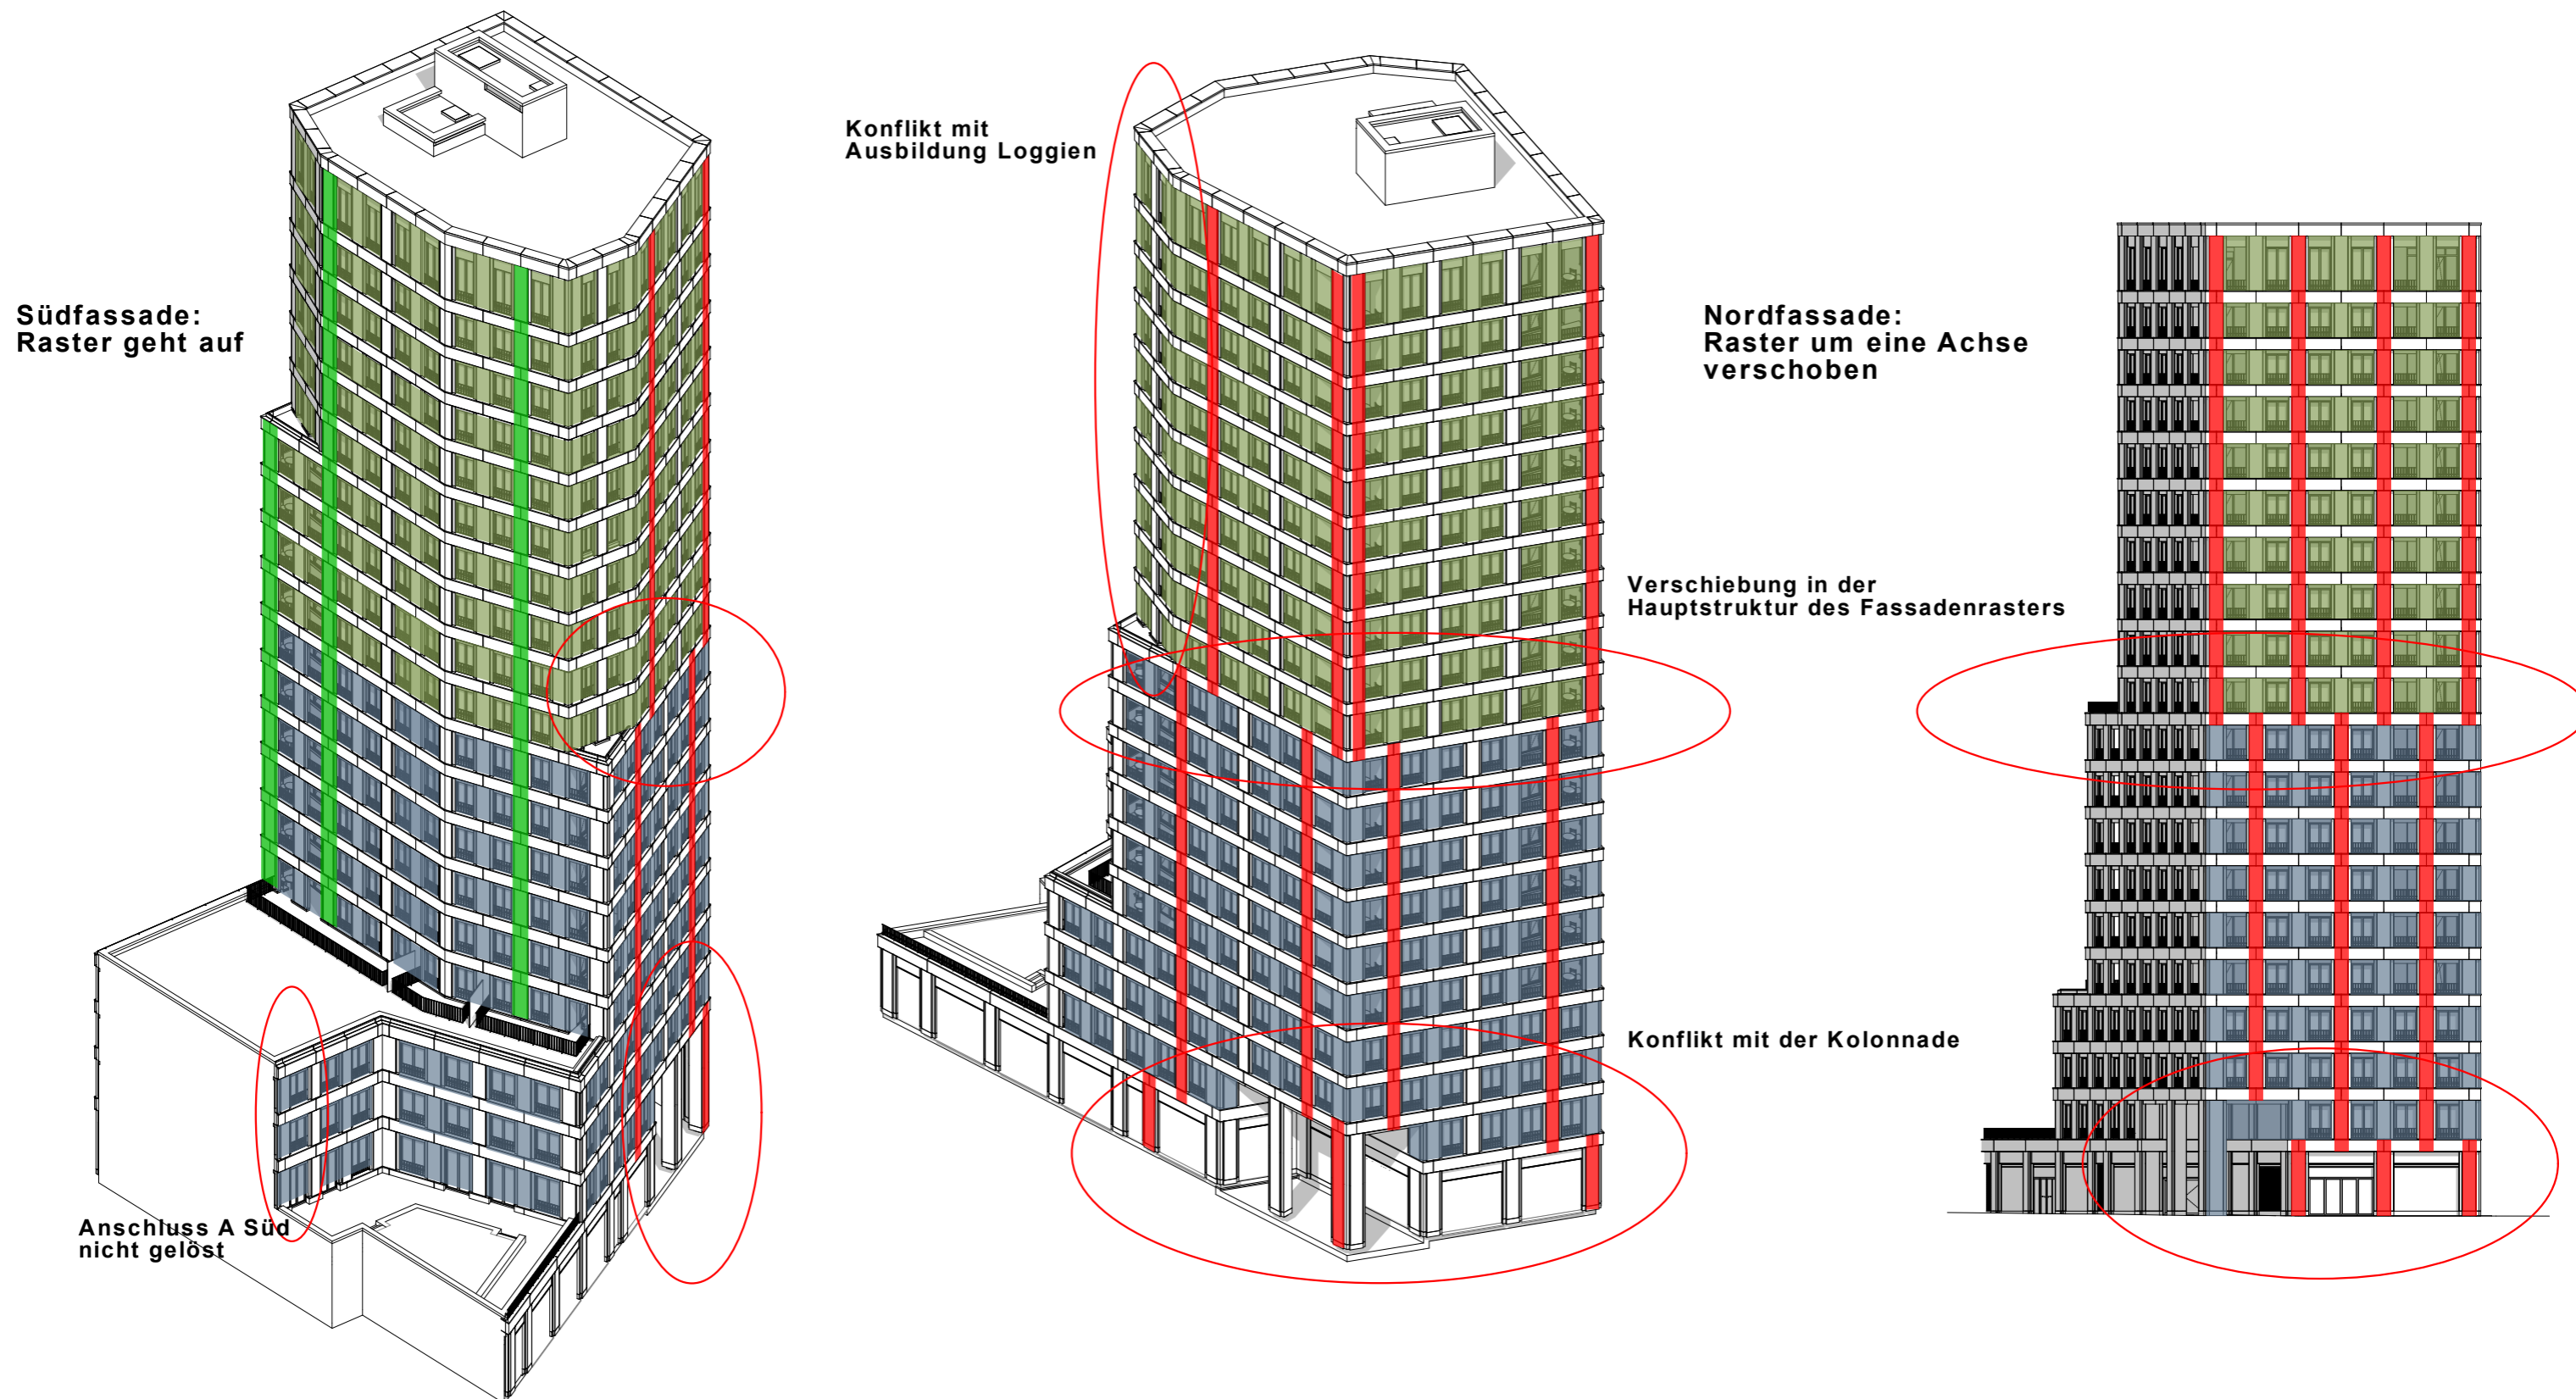 Südfassade:
Raster geht auf
Anschluss A Süd
nicht gelöst
Konflikt mit
Ausbildung Loggien
Nordfassade:
Raster um eine Achse
verschoben
Verschiebung in der
Hauptstruktur des Fassadenrasters
Konflikt mit der Kolonnade